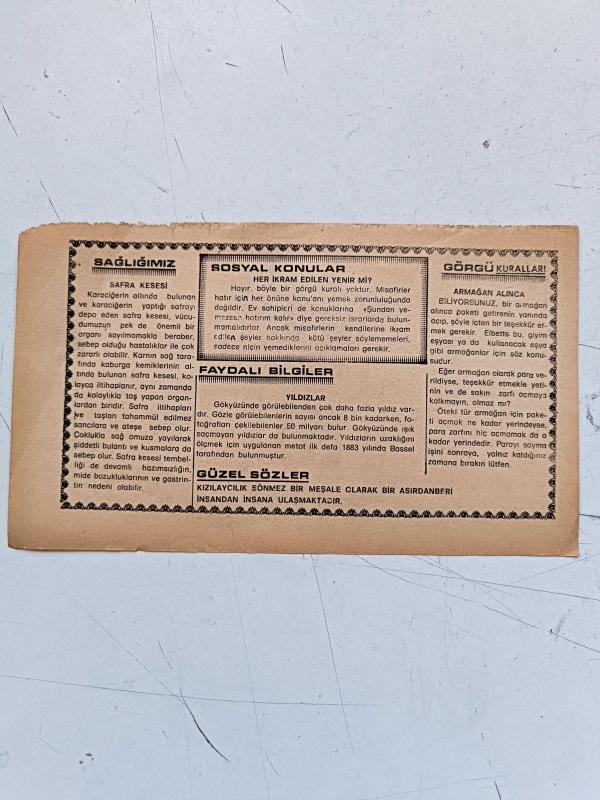 SAĞLIĞIMIZ
SAFRA KESESİ
Karaciğerin altında bulunan
ve karaciğerin yaptığı safrayı
depo eden safra kesesi, vücu-
dumuzun pek de önemli bir
organı sayılmamakla beraber,
sebep olduğu hastalıklar ile çok
zararlı olabilir. Karnın sağ tara-
fında kaburga kemiklerinin al-
tında bulunan safra kesesi, ko-
layca iltihaplanır, aynı zamanda
da kolaylıkla taş yapan organ-
lardan biridir. Safra iltihapları
ve taşları tahammül edilmez
sancılara ve ateşe sebep olur.
Çoklukla sağ omuza yayılarak
şiddetli bulantı ve kusmalara da
sebep olur. Safra kesesi tembel-
liği de devamlı hazımsızlığın,
mide bozukluklarının ve gastrin-
tin nedeni olabilir.
SOSYAL KONULAR
HER İKRAM EDİLEN YENİR Mİ?
Hayır, böyle bir görgü kuralı yoktur. Misafirler
hatır için her önüne konulanı yemek zorunluluğunda
değildir. Ev sahipleri de konuklarına «Şundan ye-
mezsen hatırım kalır» diye gereksiz ısrarlarda bulun-
mamalıdırlar. Ancak misafirlerin kendilerine ikram
edilen şeyler hakkında kötü şeyler söylememeleri,
sadece niçin yemediklerini açıklamaları gerekir.
FAYDALI BİLGİLER
YILDIZLAR
Gökyüzünde görülebilenden çok daha fazla yıldız var-
dır. Gözle görülebilenlerin sayısı ancak 8 bin kadarken, fo-
toğrafları çekilebilenler 50 milyarı bulur. Gökyüzünde ışık
saçmayan yıldızlar da bulunmaktadır. Yıldızların uzaklığını
ölçmek için uygulanan metot ilk defa 1883 yılında Bassel
tarafından bulunmuştur.
GÜZEL SÖZLER
KIZILAYCILIK SÖNMEZ BİR MEŞALE OLARAK BİR ASIRDANBERİ
İNSANDAN İNSANA ULAŞMAKTADIR.
GÖRGÜ KURALLARI
ARMAĞAN ALINCA
BİLİYORSUNUZ, bir armağan
alınca paketi getirenin yanında
açıp, şöyle içten bir teşekkür et-
mek gerekir. Elbette bu, giyim
eşyası ya da kullanacak eşya
gibi armağanlar için söz konu-
sudur.
Eğer armağan olarak para ve-
rildiyse, teşekkür etmekle yeti-
nin ve de sakın zarfı açmaya
kalkmayın, olmaz mı?
Öteki tür armağan için pake-
ti açmak ne kadar yerindeyse,
para zarfını hiç açmamak da o
kadar yerindedir. Parayı sayma
işini sonraya, yalnız kaldığınız
zamana bırakın lütfen.